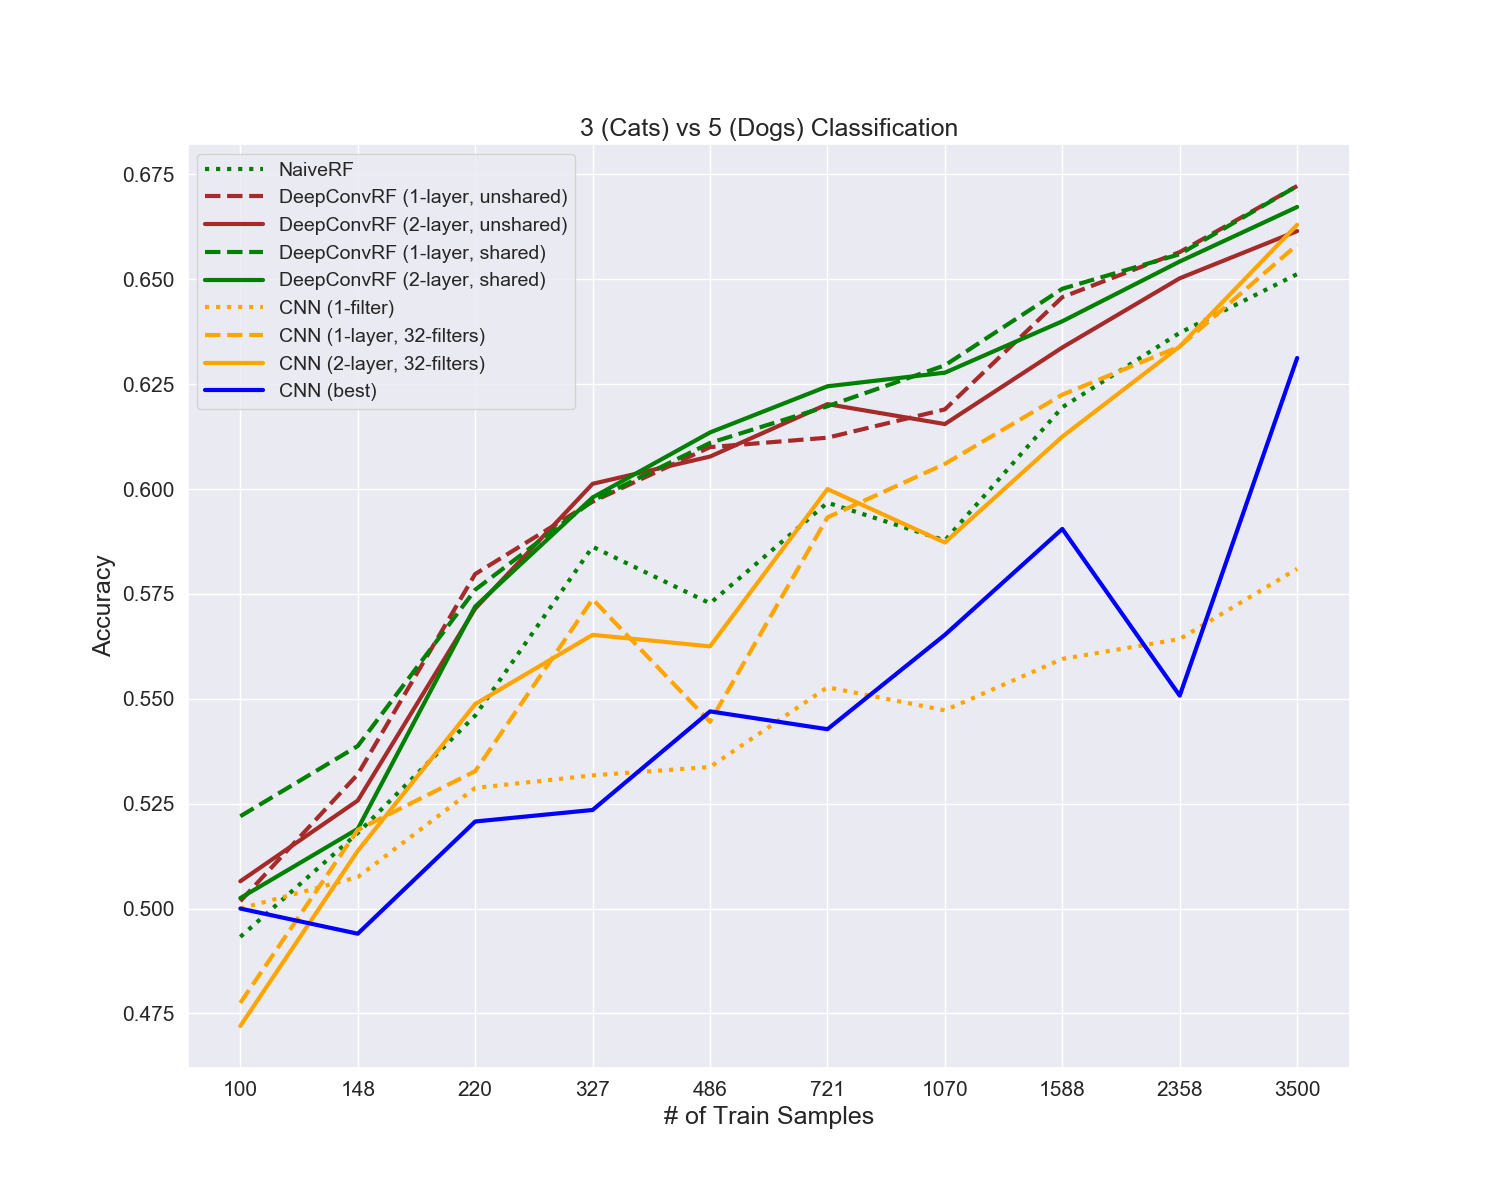 3 (Cats) vs 5 (Dogs) Classification
NaiveRF
DeepConvRF (1-layer, unshared)
DeepConvRF (2-layer, unshared)
DeepConvRF (1-layer, shared)
DeepConvRF (2-layer, shared)
CNN (1-filter)
CNN (1-layer, 32-filters)
CNN (2-layer, 32-filters)
CNN (best)
Accuracy
0.675
0.650
0.625
0.600
0.575
0.550
0.525
0.500
0.475
100 148 220 327 486 721 1070 1588 2358 3500
# of Train Samples